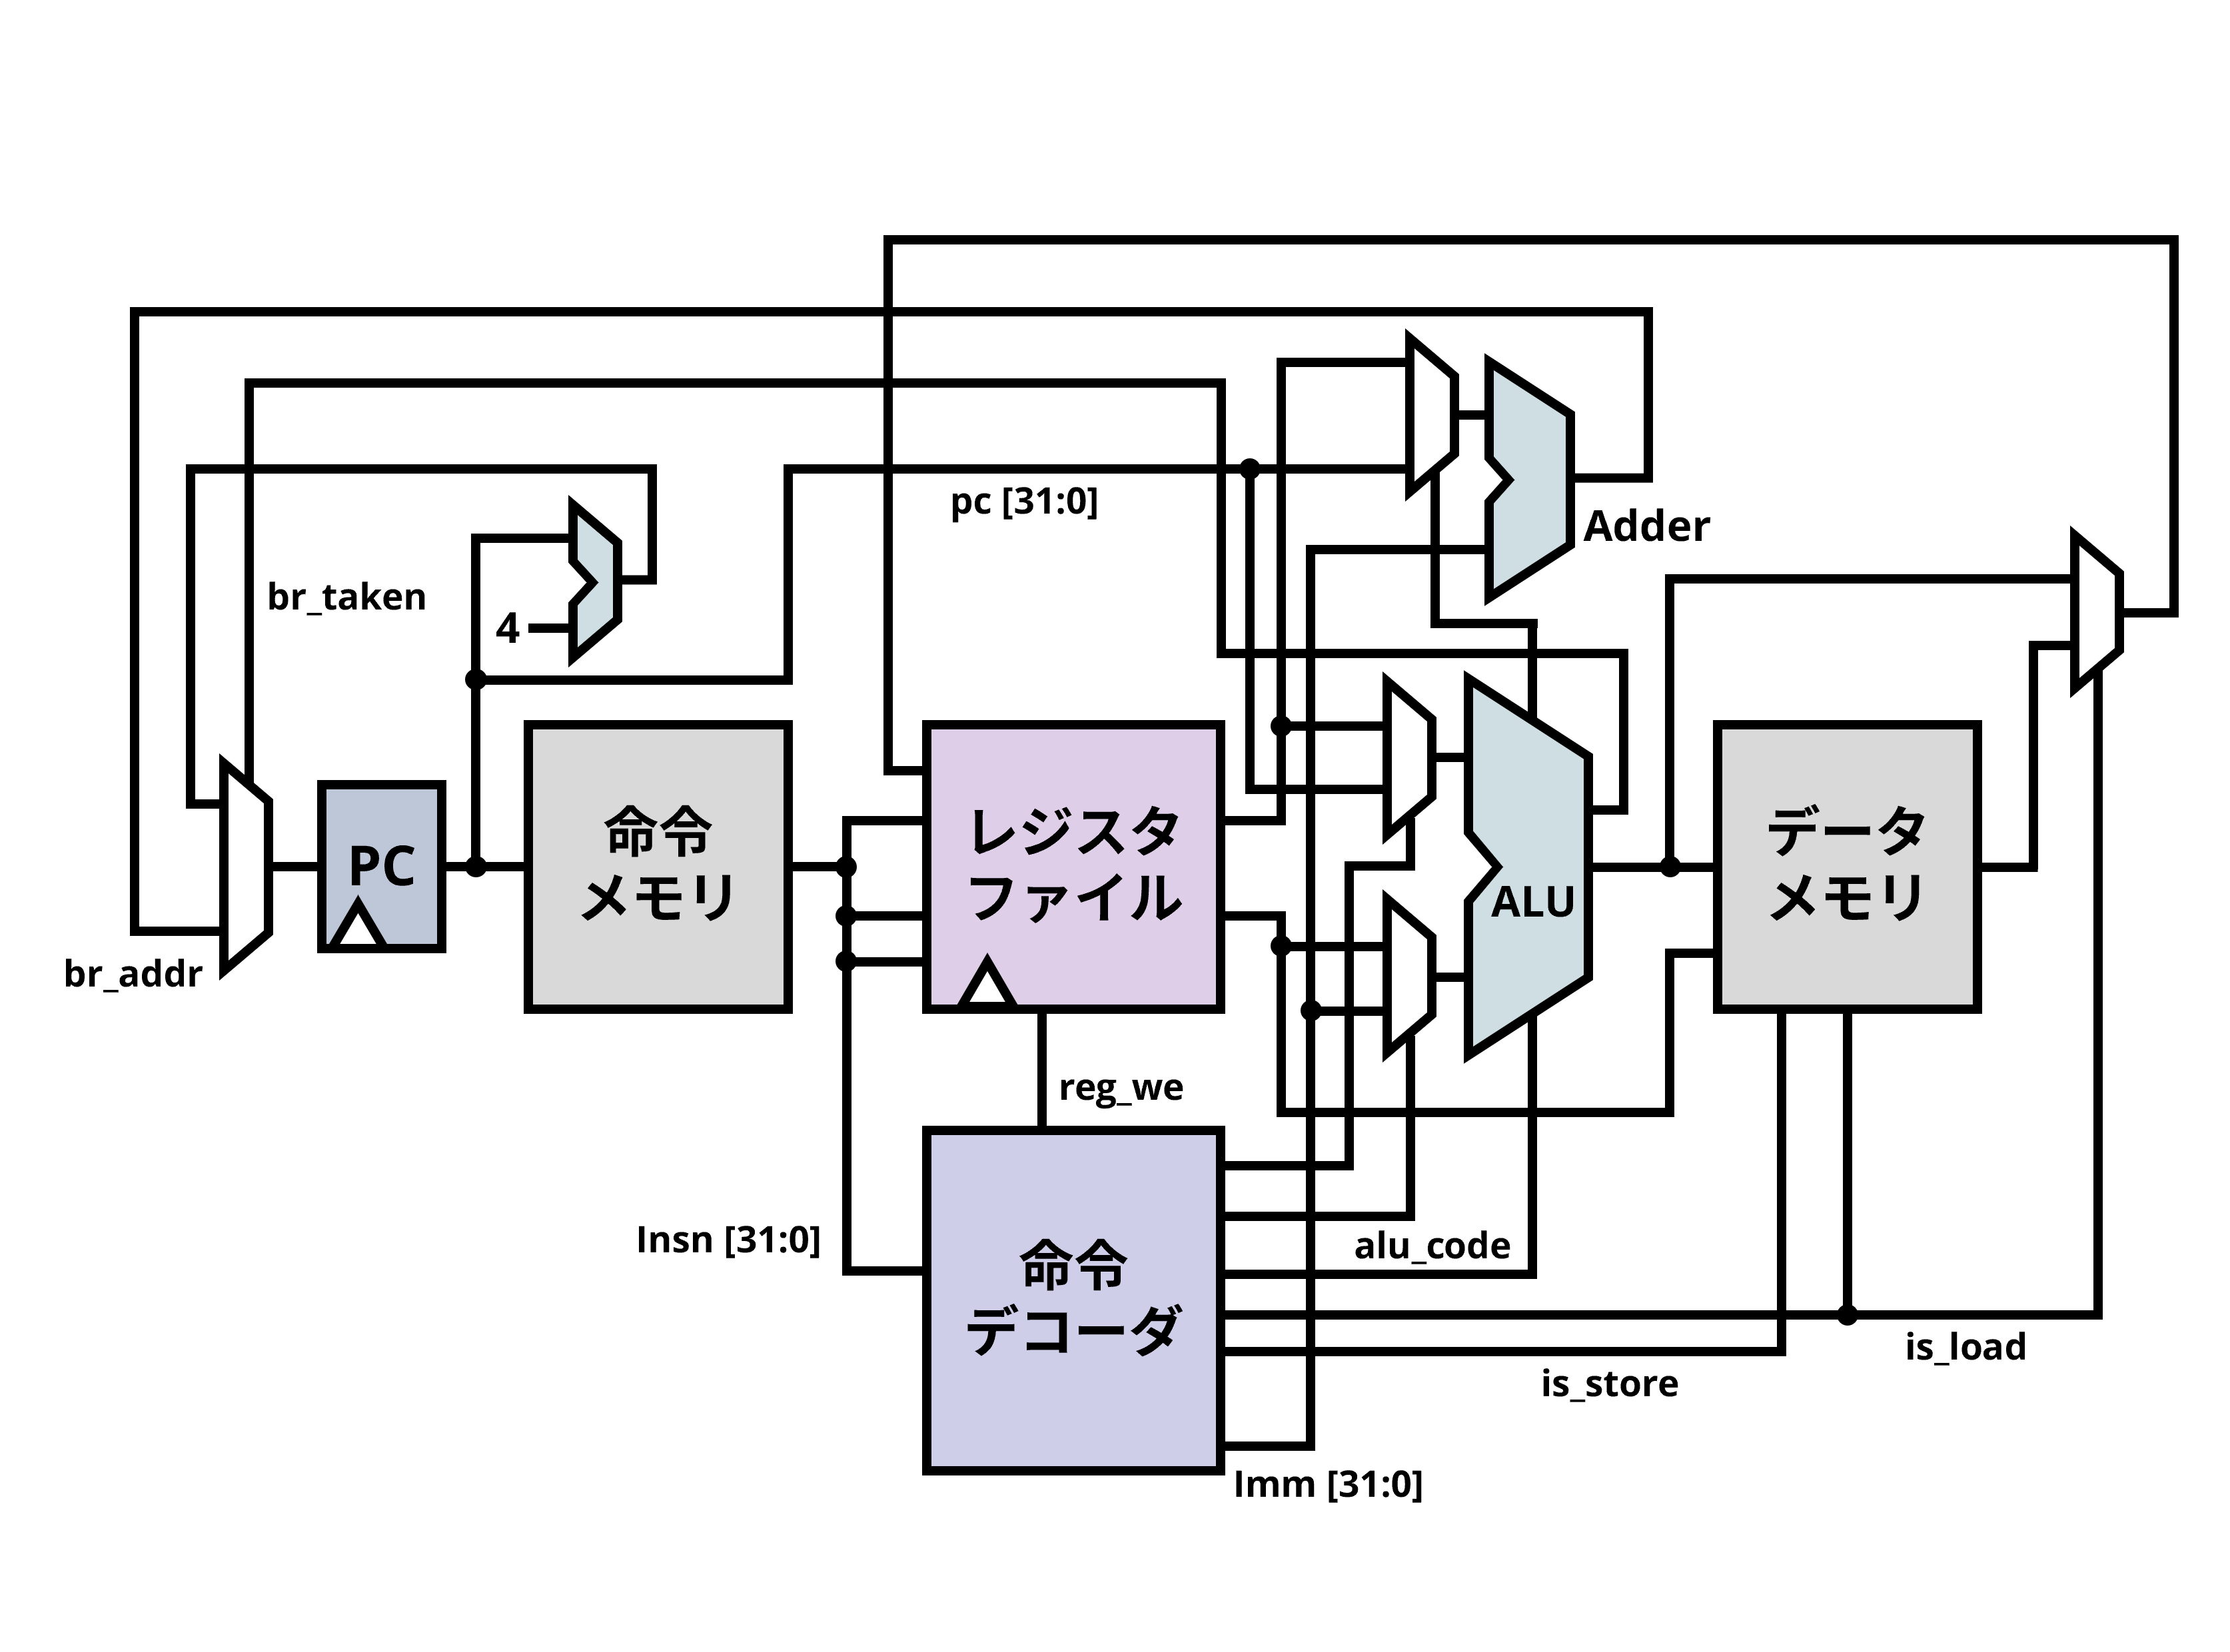 pc [31:0]
Adder
br_taken
4
命令
メモリ
レジスタ
ファイル
データ
メモリ
PC
ALU
br_addr
reg_we
Insn [31:0]
alu_code
命令
デコーダ
is_load
is_store
Imm [31:0]